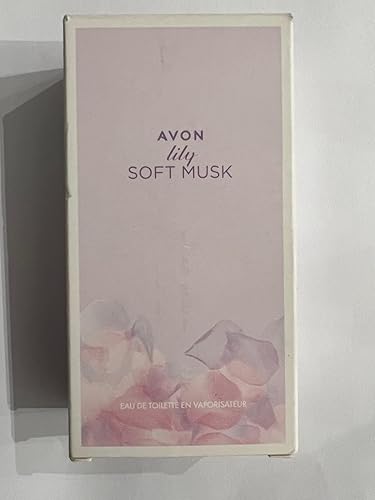 AVON
lily
SOFT MUSK
EAU DE TOILETTE EN VAPORISATEUR